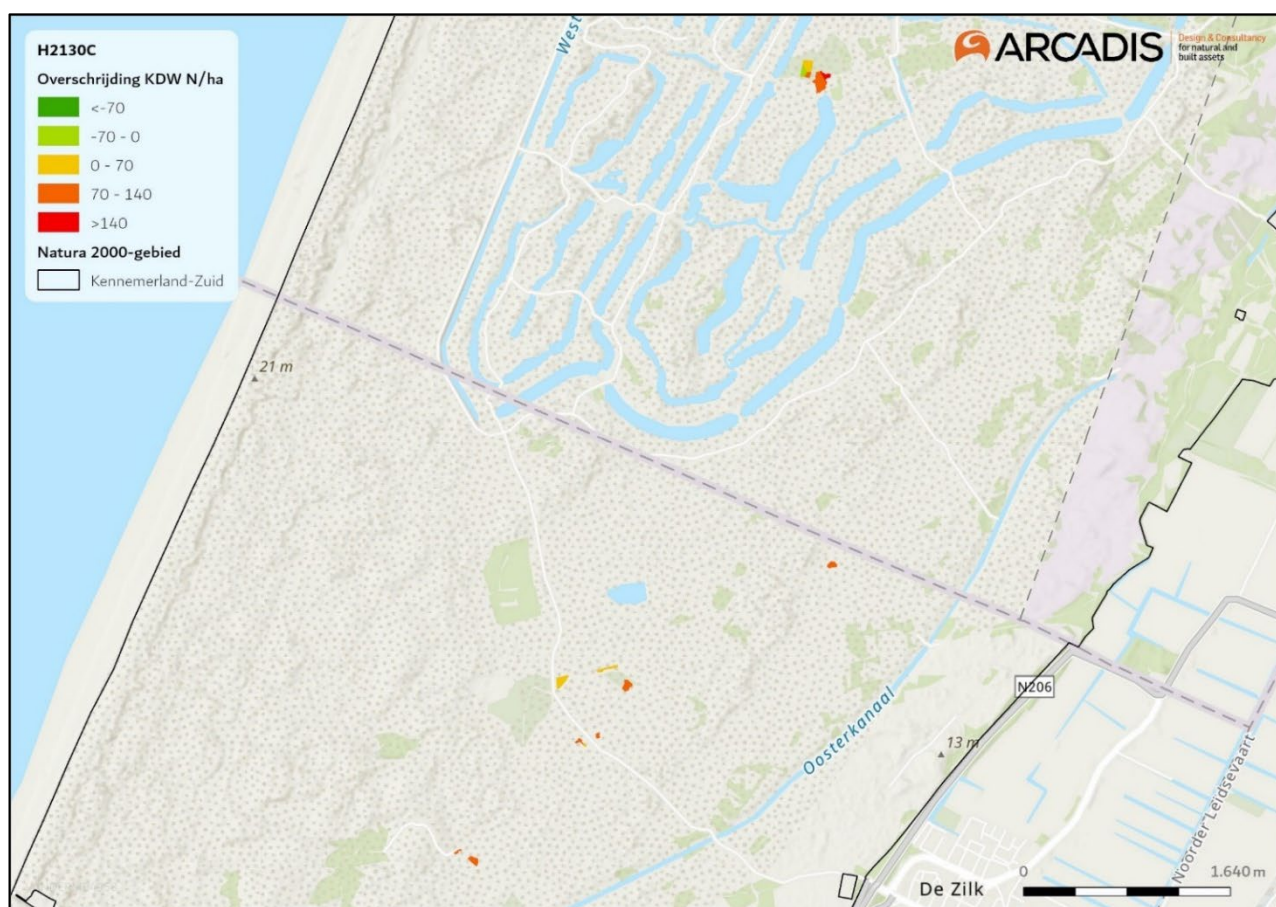 H2130C
Overschrijding KDW N/ha
<-70
-70 - 0
0 - 70
70 - 140
>140
Natura 2000-gebied
Kennemerland-Zuid
West
ARCADIS
Design & Consultancy
for natural and
built assets
21 m
N206
Oosterkanaal
13 m
Noorder Leidsevaart
De Zilk
0
1.640 m